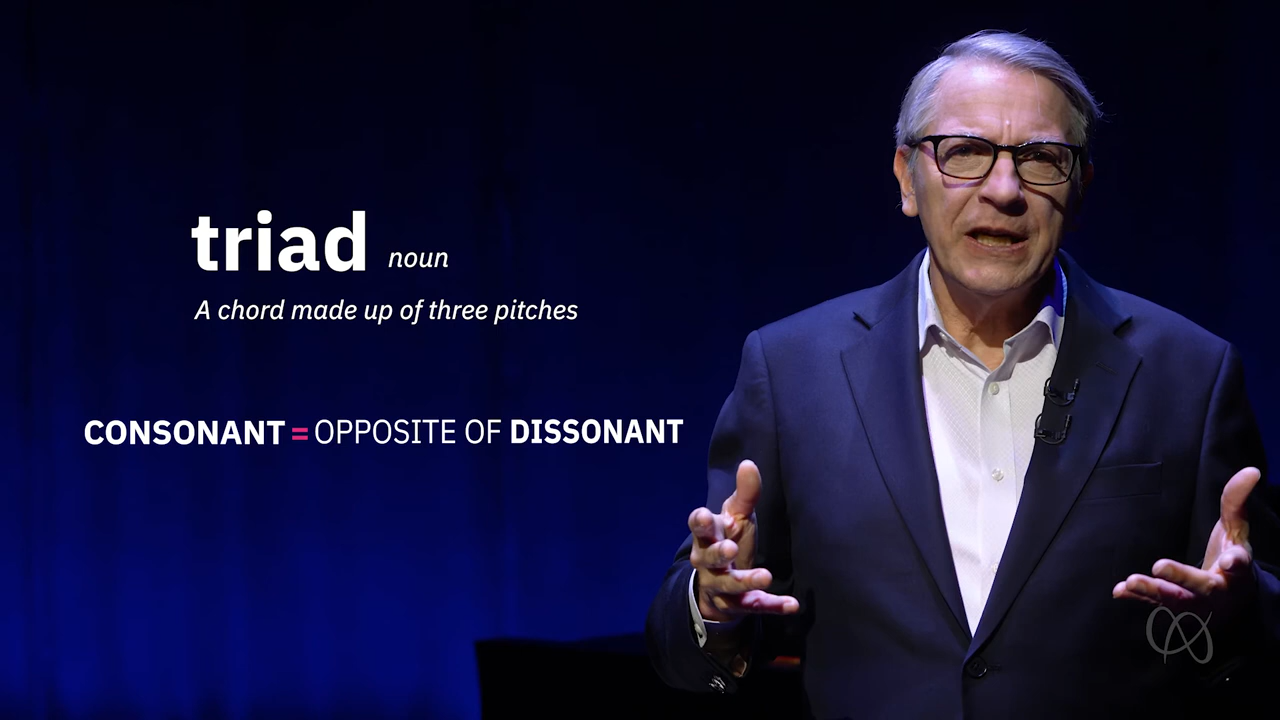 triad noun
A chord made up of three pitches
CONSONANT = OPPOSITE OF DISSONANT